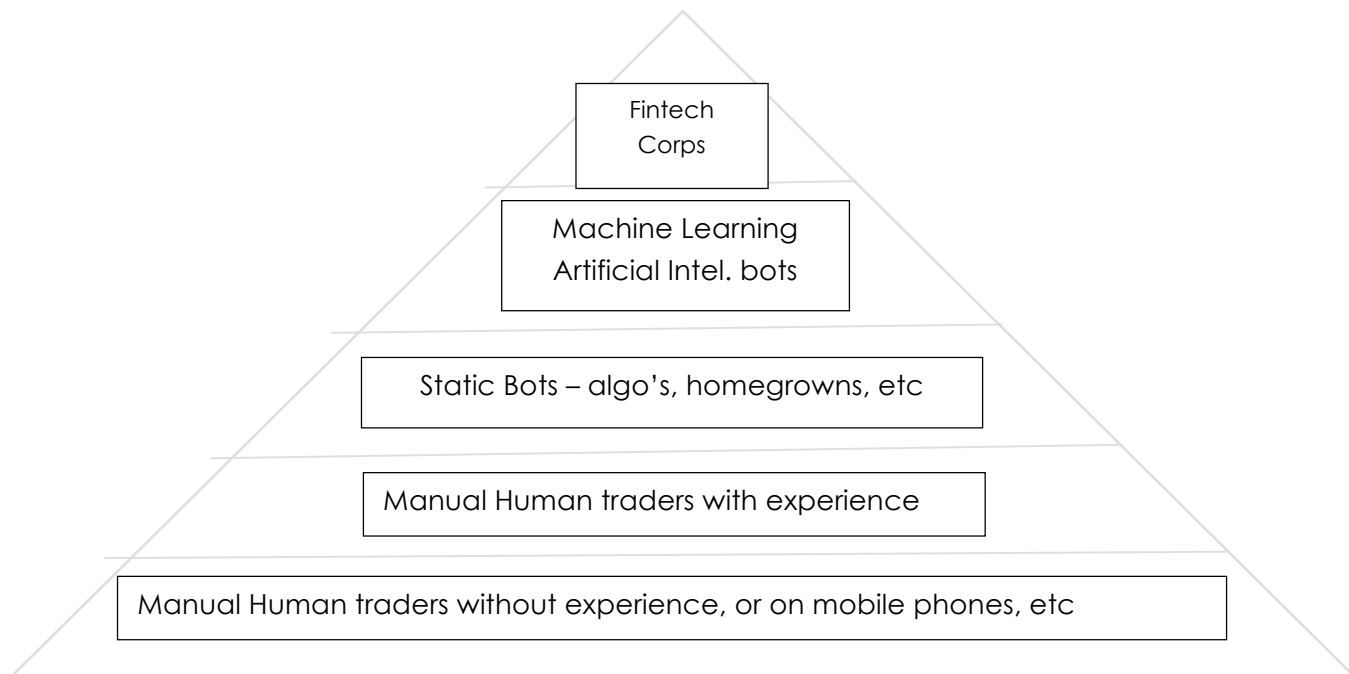 Fintech
Corps
Machine Learning
Artificial Intel. bots
Static Bots – algo’s, homegrowns, etc
Manual Human traders with experience
Manual Human traders without experience, or on mobile phones, etc